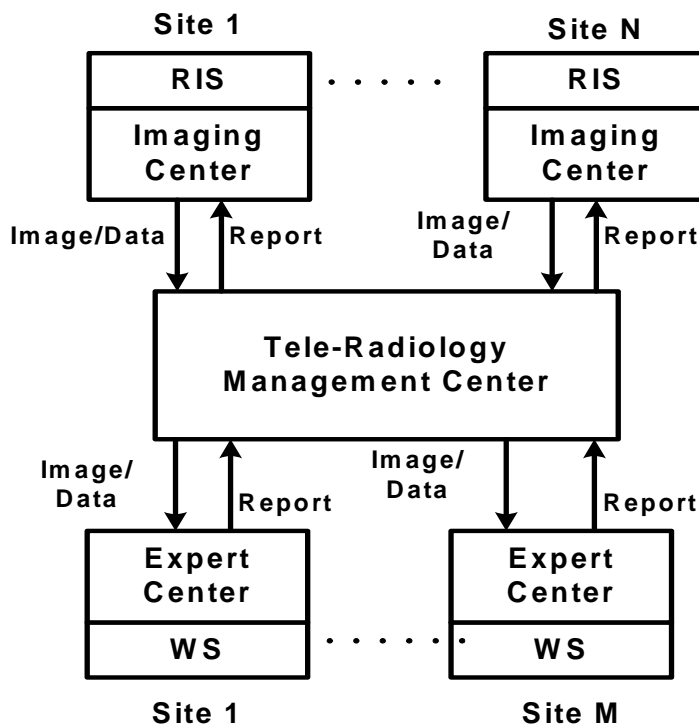 Site 1
Site N
RIS
RIS
Imaging
Center
Imaging
Center
Image/Data
Report
Image/
Data
Report
Tele-Radiology
Management Center
Image/
Data
Report
Image/
Data
Report
Expert
Center
Expert
Center
WS
WS
Site 1
Site M